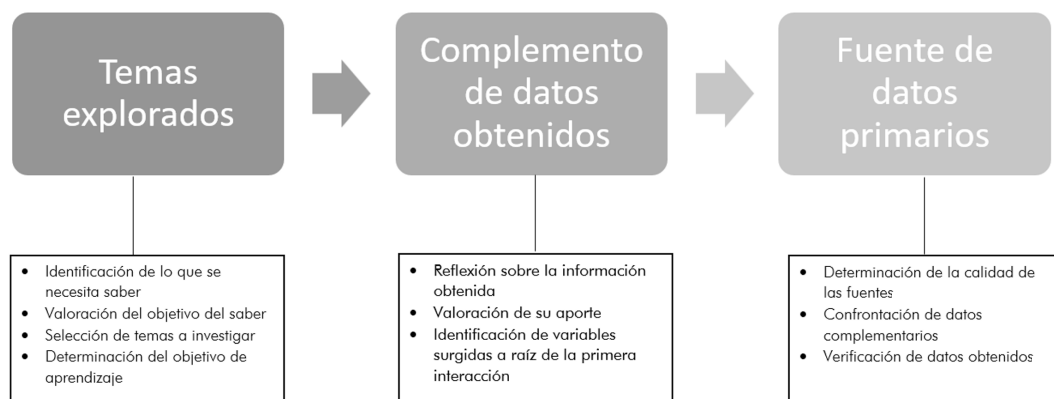 Temas
explorados
Complemento
de datos
obtenidos
Fuente de
datos
primarios
• Identificación de lo que se
necesita saber
• Valoración del objetivo del saber
• Selección de temas a investigar
• Determinación del objetivo de
aprendizaje
• Reflexión sobre la información
obtenida
• Valoración de su aporte
• Identificación de variables
surgidas a raíz de la primera
interacción
• Determinación de la calidad de
las fuentes
• Confrontación de datos
complementarios
• Verificación de datos obtenidos